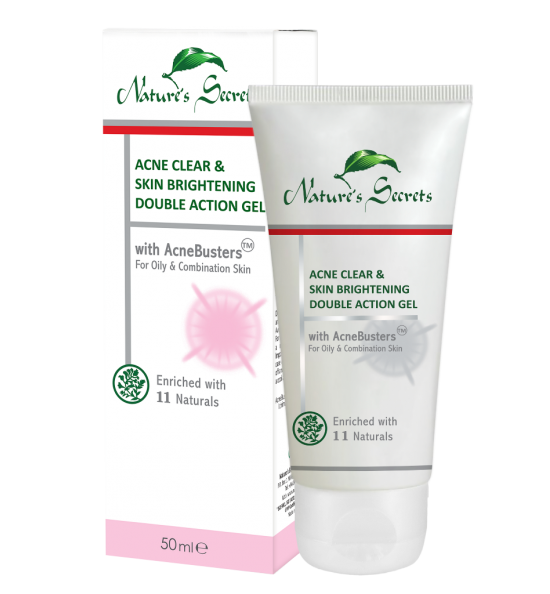 Nature's Secrets
ACNE CLEAR &
SKIN BRIGHTENING
DOUBLE ACTION GEL
with AcneBusters™
For Oily & Combination Skin
Enriched with
11 Naturals
50ml℮
Nature's Secrets
ACNE CLEAR &
SKIN BRIGHTENING
DOUBLE ACTION GEL
with AcneBusters™
For Oily & Combination Skin
Enriched with
11 Naturals